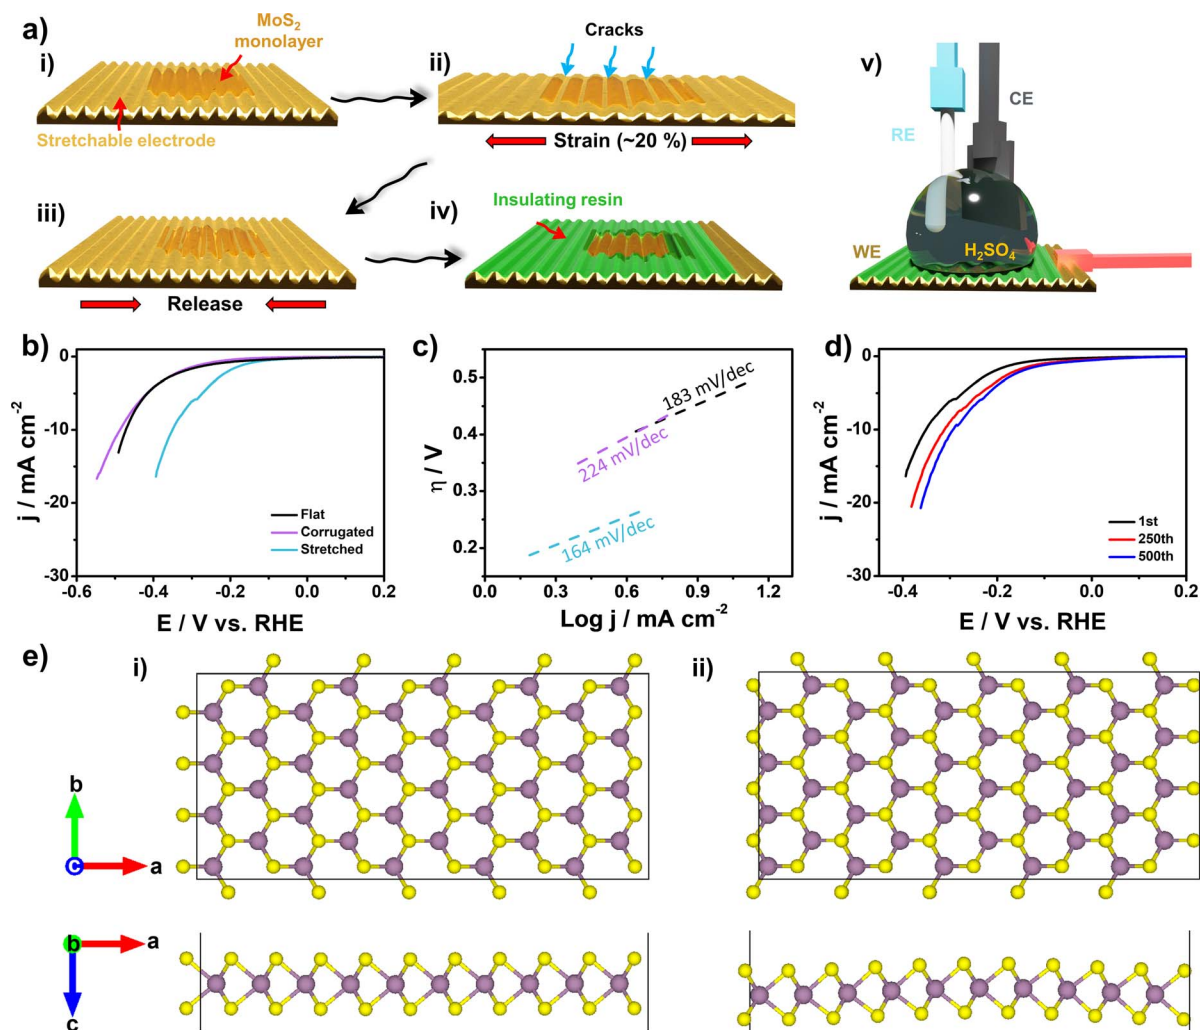 a)
i)
MoS2
monolayer
Stretchable electrode
ii)
Cracks
Strain (~20 %)
iii)
Release
iv)
Insulating resin
v)
CE
RE
WE
H2SO4
b)
0
-10
-20
-30
j / mA cm-2
Flat
Corrugated
Stretched
-0.6
-0.4
-0.2
0.0
0.2
E / V vs. RHE
c)
0.5
0.4
0.3
0.2
η / V
183 mV/dec
224 mV/dec
164 mV/dec
0.0
0.3
0.6
0.9
1.2
Log j / mA cm-2
d)
0
-10
-20
-30
j / mA cm-2
1st
250th
500th
-0.4
-0.2
0.0
0.2
E / V vs. RHE
e)
i)
ii)
b
c
a
b
a
c